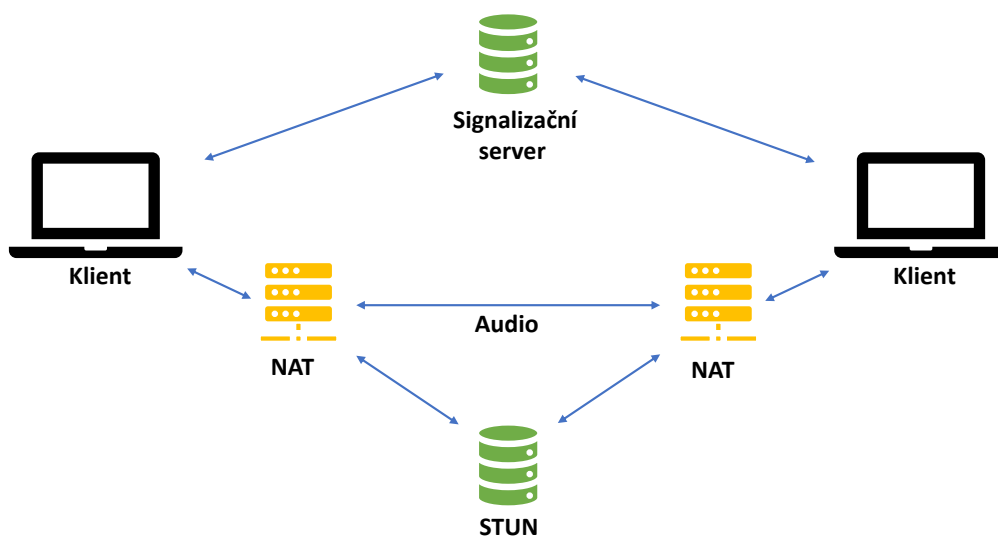 Signalizační
server
Klient
Klient
Audio
NAT
NAT
STUN